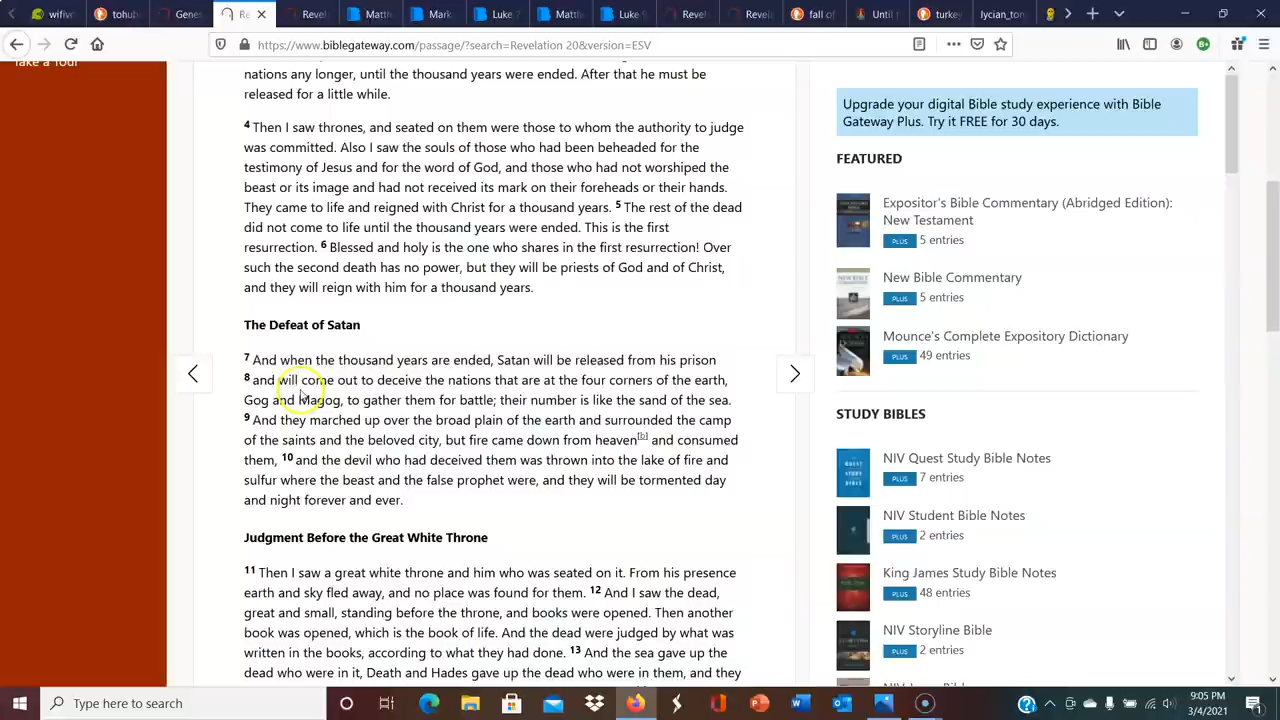 tohub
Genes
Re
Revel
Matt
Mark
Luke
Matt
Luke
Reve
Reve
fall of
Until
turkey
lycian_to
https://www.biblegateway.com/passage/?search=Revelation 20&version=ESV
Take a Tour
nations any longer, until the thousand years were ended. After that he must be
released for a little while.
4 Then I saw thrones, and seated on them were those to whom the authority to judge
was committed. Also I saw the souls of those who had been beheaded for the
testimony of Jesus and for the word of God, and those who had not worshiped the
beast or its image and had not received its mark on their foreheads or their hands.
They came to life and reigned with Christ for a thousand years. 5 The rest of the dead
did not come to life until the thousand years were ended. This is the first
resurrection. 6 Blessed and holy is the one who shares in the first resurrection! Over
such the second death has no power, but they will be priests of God and of Christ,
and they will reign with him for a thousand years.
The Defeat of Satan
7 And when the thousand years are ended, Satan will be released from his prison
8 and will come out to deceive the nations that are at the four corners of the earth,
Gog and Magog, to gather them for battle; their number is like the sand of the sea.
9 And they marched up over the broad plain of the earth and surrounded the camp
of the saints and the beloved city, but fire came down from heaven[b] and consumed
them, 10 and the devil who had deceived them was thrown into the lake of fire and
sulfur where the beast and the false prophet were, and they will be tormented day
and night forever and ever.
Judgment Before the Great White Throne
11 Then I saw a great white throne and him who was seated on it. From his presence
earth and sky fled away, and no place was found for them. 12 And I saw the dead,
great and small, standing before the throne, and books were opened. Then another
book was opened, which is the book of life. And the dead were judged by what was
written in the books, according to what they had done. 13 And the sea gave up the
dead who were in it, Death and Hades gave up the dead who were in them, and they
Upgrade your digital Bible study experience with Bible
Gateway Plus. Try it FREE for 30 days.
FEATURED
Expositor's Bible Commentary (Abridged Edition):
New Testament
PLUS 5 entries
New Bible Commentary
PLUS 5 entries
Mounce's Complete Expository Dictionary
PLUS 49 entries
STUDY BIBLES
NIV Quest Study Bible Notes
PLUS 7 entries
NIV Student Bible Notes
PLUS 2 entries
King James Study Bible Notes
PLUS 48 entries
NIV Storyline Bible
PLUS 2 entries
Type here to search
9:05 PM
3/4/2021